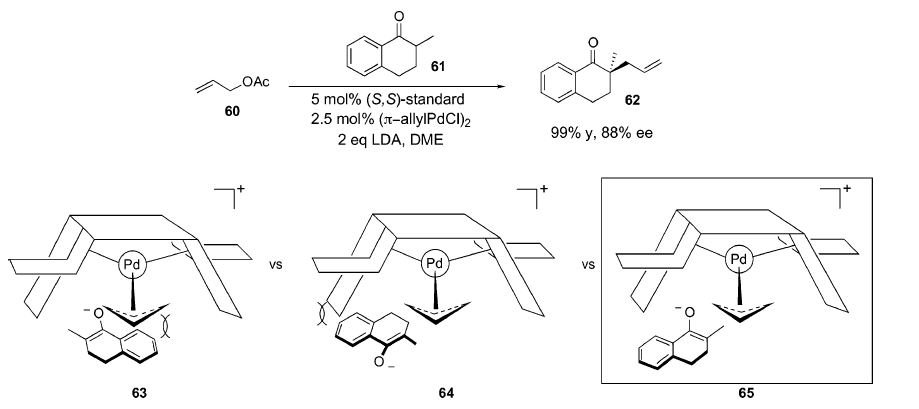 O
OAc
60
61
5 mol% (S,S)-standard
2.5 mol% (π−allylPdCl)2
2 eq LDA, DME
O
62
99% y, 88% ee
+
Pd
−O
63
vs
+
Pd
O−
64
vs
+
Pd
−O
65